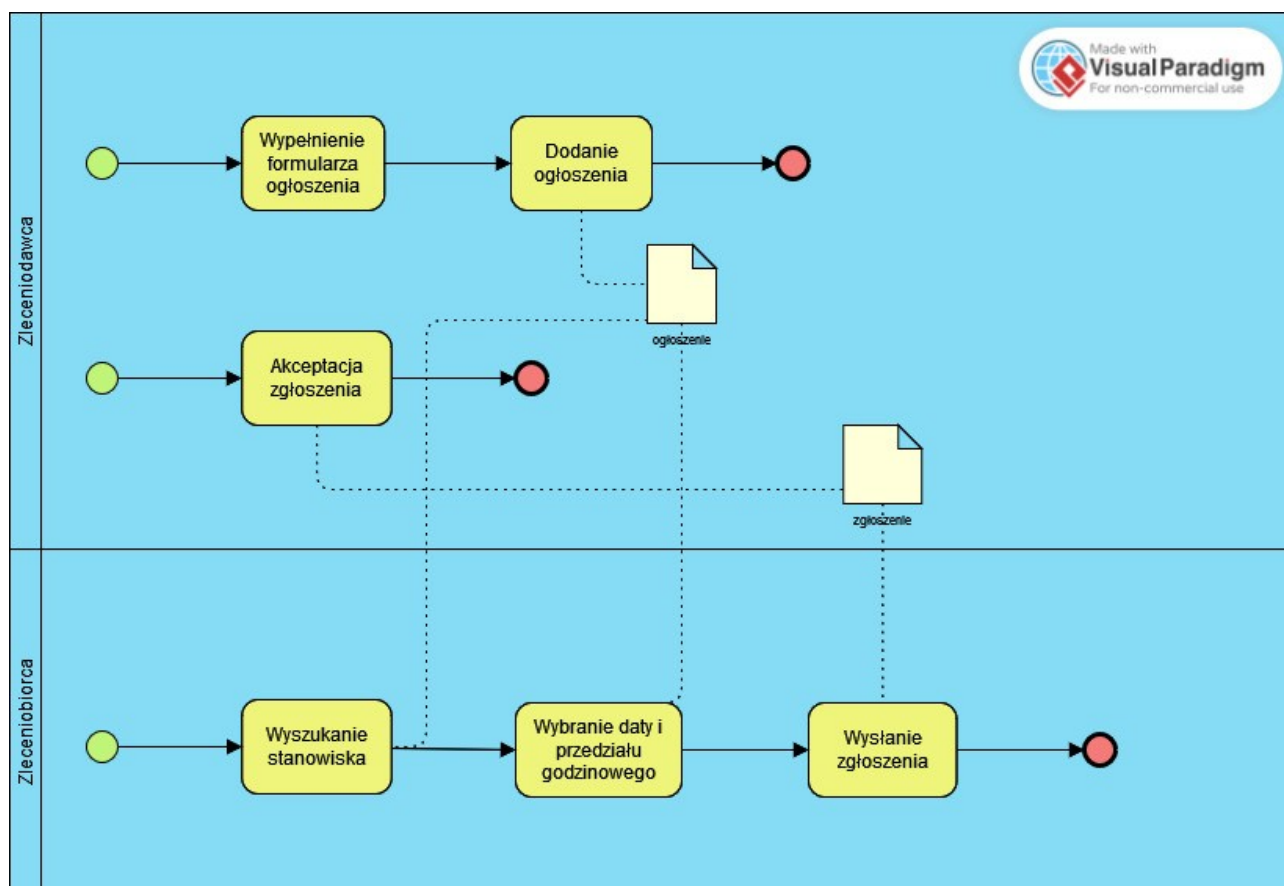 Made with
Visual Paradigm
For non-commercial use
Zleceniodawca
Wypełnienie
formularza
ogłoszenia
Dodanie
ogłoszenia
ogłoszenie
Akceptacja
zgłoszenia
zgłoszenie
Zleceniobiorca
Wyszukanie
stanowiska
Wybranie daty i
przedziału
godzinowego
Wysłanie
zgłoszenia